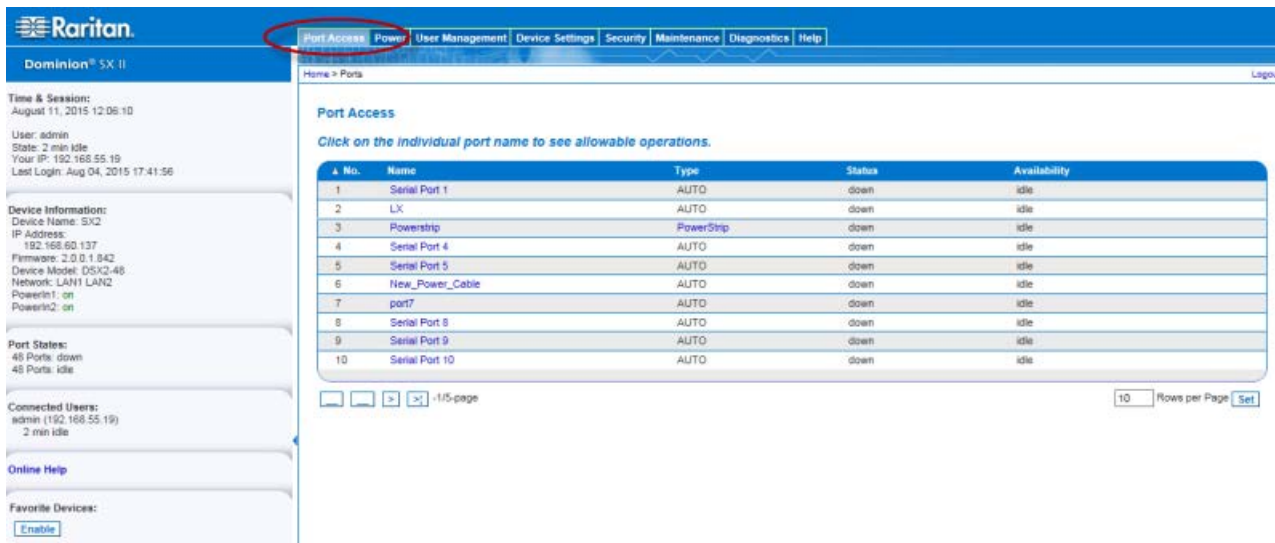 Raritan.
Dominion® SX II
Port Access Power User Management Device Settings Security Maintenance Diagnostics Help
Home > Ports
Time & Session:
August 11, 2015 12:06:10
User: admin
State: 2 min idle
Your IP: 192.168.55.19
Last Login: Aug 04, 2015 17:41:56
Device Information:
Device Name: SX2
IP Address:
192.168.60.137
Firmware: 2.0.0.1.842
Device Model: DSX2-48
Network: LAN1 LAN2
PowerIn1: on
PowerIn2: on
Port States:
48 Ports: down
48 Ports: idle
Connected Users:
admin (192.168.55.19)
2 min idle
Online Help
Favorite Devices:
Enable
Port Access
Click on the individual port name to see allowable operations.
▲ No. Name Type Status Availability
1 Serial Port 1 AUTO down idle
2 LX AUTO down idle
3 Powerstrip PowerStrip down idle
4 Serial Port 4 AUTO down idle
5 Serial Port 5 AUTO down idle
6 New_Power_Cable AUTO down idle
7 port7 AUTO down idle
8 Serial Port 8 AUTO down idle
9 Serial Port 9 AUTO down idle
10 Serial Port 10 AUTO down idle
-1/5-page
10 Rows per Page Set